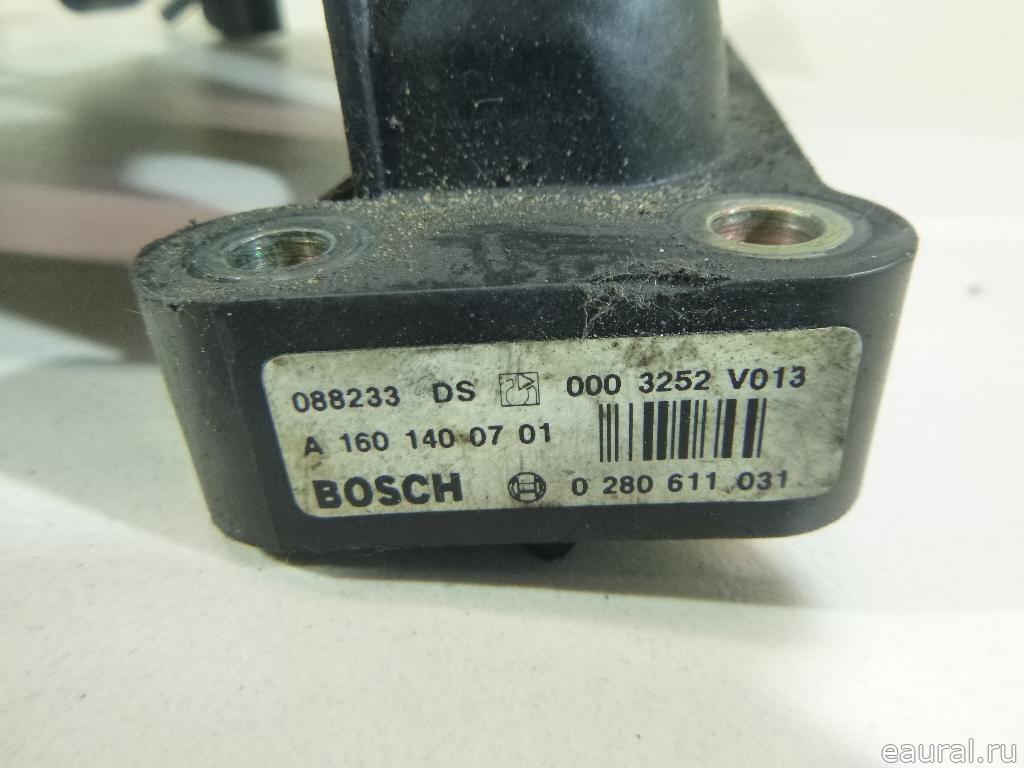 088233 DS 000 3252 V013
A 160 140 07 01
BOSCH 0 280 611 031
eaural.ru